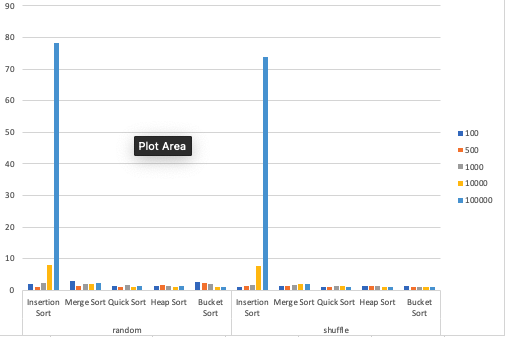 90
80
70
60
50
40
30
20
10
0
Plot Area
100
500
1000
10000
100000
Insertion Sort
Merge Sort
Quick Sort
Heap Sort
Bucket Sort
Insertion Sort
Merge Sort
Quick Sort
Heap Sort
Bucket Sort
random
shuffle